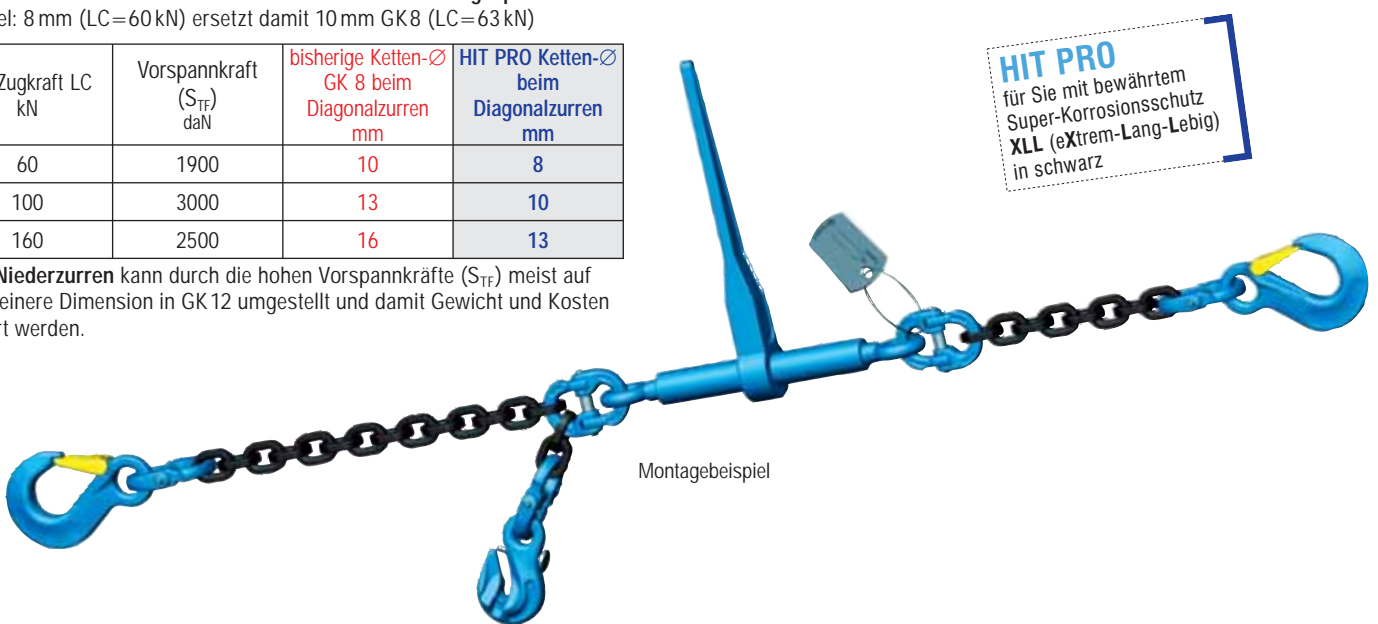 8 mm (LC=60 kN) ersetzt damit 10 mm GK 8 (LC=63 kN)
Zugkraft LC
kN
Vorspannkraft
(STF)
daN
bisherige Ketten-∅
GK 8 beim
Diagonalzurren
mm
HIT PRO Ketten-∅
beim
Diagonalzurren
mm
60 1900 10 8
100 3000 13 10
160 2500 16 13
Niederzurren kann durch die hohen Vorspannkräfte (STF) meist auf
Dimension in GK 12 umgestellt und damit Gewicht und Kosten
werden.
HIT PRO
für Sie mit bewährtem
Super-Korrosionsschutz
XLL (eXtrem-Lang-Lebig)
in schwarz
Montagebeispiel